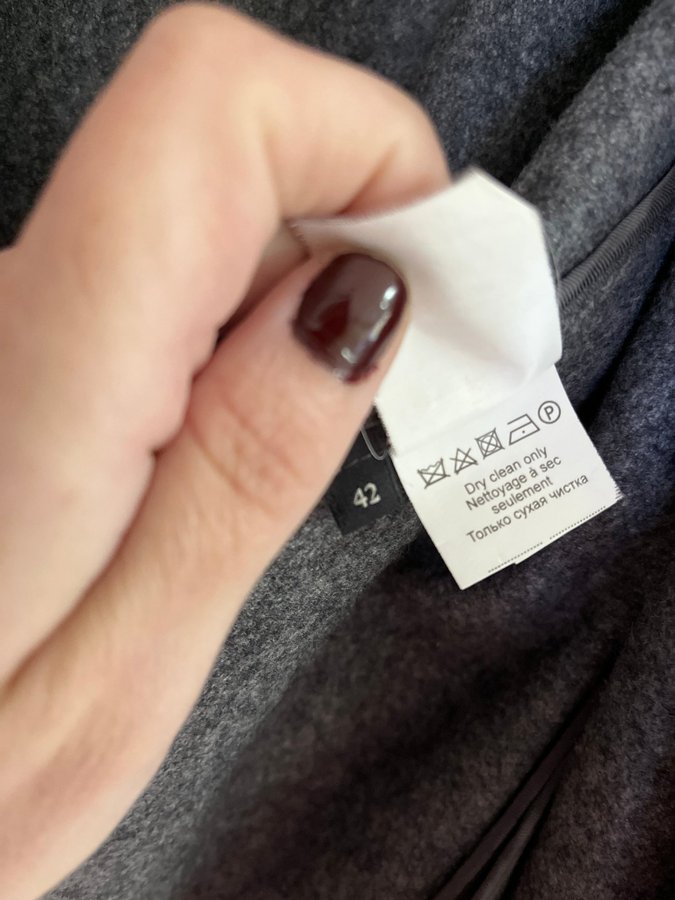 P
Dry clean only
Nettoyage à sec
seulement
Только сухая чистка
42